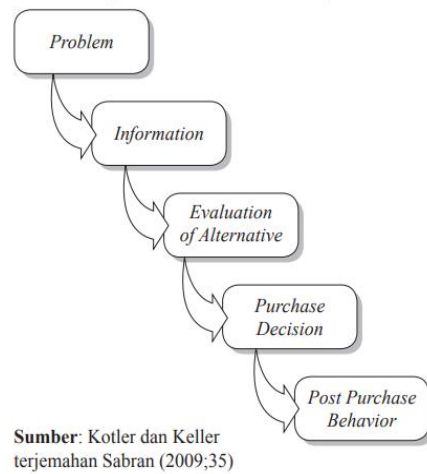 Problem
Information
Evaluation
of Alternative
Purchase
Decision
Post Purchase
Behavior
Sumber: Kotler dan Keller
terjemahan Sabran (2009;35)